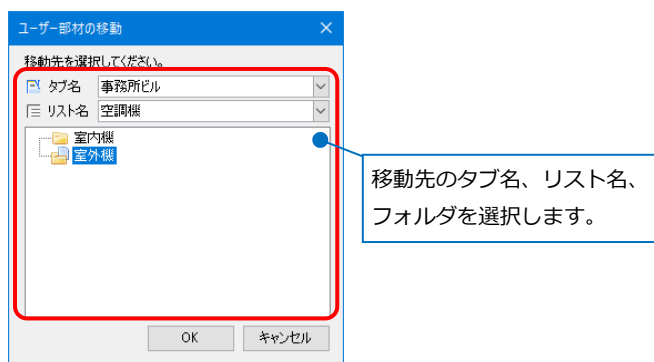 ユーザー部材の移動
移動先を選択してください。
タブ名 事務所ビル
リスト名 空調機
室内機
室外機
移動先のタブ名、リスト名、
フォルダを選択します。
OK キャンセル